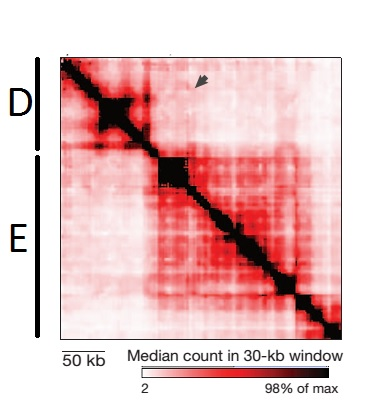 D
E
50 kb
Median count in 30-kb window
2
98% of max